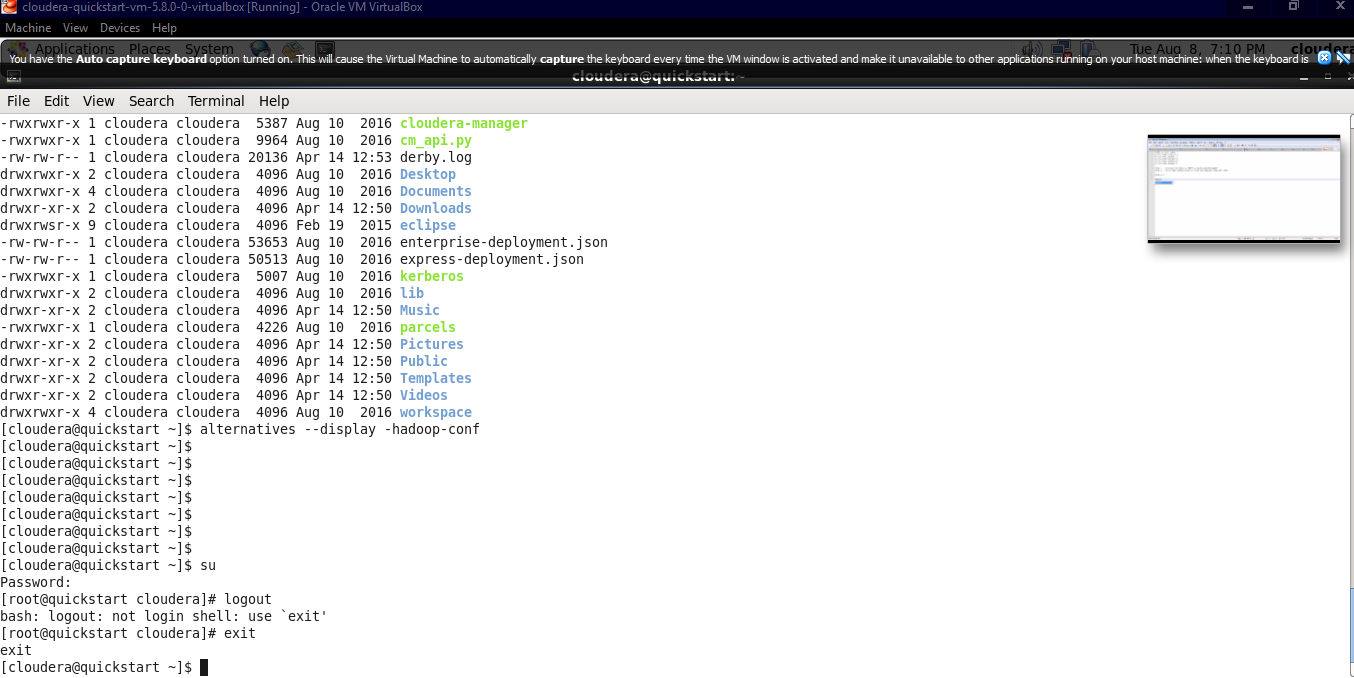 cloudera-quickstart-vm-5.8.0-0-virtualbox [Running] - Oracle VM VirtualBox
Machine View Devices Help
Applications Places System Tue Aug 8, 7:10 PM cloudera
You have the Auto capture keyboard option turned on. This will cause the Virtual Machine to automatically capture the keyboard every time the VM window is activated and make it unavailable to other applications running on your host machine: when the keyboard is
cloudera@quickstart:~
File Edit View Search Terminal Help
-rwxrwxr-x 1 cloudera cloudera  5387 Aug 10  2016 cloudera-manager
-rwxrwxr-x 1 cloudera cloudera  9964 Aug 10  2016 cm_api.py
-rw-rw-r-- 1 cloudera cloudera 20136 Apr 14 12:53 derby.log
drwxrwxr-x 2 cloudera cloudera  4096 Aug 10  2016 Desktop
drwxrwxr-x 4 cloudera cloudera  4096 Aug 10  2016 Documents
drwxr-xr-x 2 cloudera cloudera  4096 Apr 14 12:50 Downloads
drwxrwsr-x 9 cloudera cloudera  4096 Feb 19  2015 eclipse
-rw-rw-r-- 1 cloudera cloudera 53653 Aug 10  2016 enterprise-deployment.json
-rw-rw-r-- 1 cloudera cloudera 50513 Aug 10  2016 express-deployment.json
-rwxrwxr-x 1 cloudera cloudera  5007 Aug 10  2016 kerberos
drwxrwxr-x 2 cloudera cloudera  4096 Aug 10  2016 lib
drwxr-xr-x 2 cloudera cloudera  4096 Apr 14 12:50 Music
-rwxrwxr-x 1 cloudera cloudera  4226 Aug 10  2016 parcels
drwxr-xr-x 2 cloudera cloudera  4096 Apr 14 12:50 Pictures
drwxr-xr-x 2 cloudera cloudera  4096 Apr 14 12:50 Public
drwxr-xr-x 2 cloudera cloudera  4096 Apr 14 12:50 Templates
drwxr-xr-x 2 cloudera cloudera  4096 Apr 14 12:50 Videos
drwxrwxr-x 4 cloudera cloudera  4096 Aug 10  2016 workspace
[cloudera@quickstart ~]$ alternatives --display -hadoop-conf
[cloudera@quickstart ~]$
[cloudera@quickstart ~]$
[cloudera@quickstart ~]$
[cloudera@quickstart ~]$
[cloudera@quickstart ~]$
[cloudera@quickstart ~]$
[cloudera@quickstart ~]$
[cloudera@quickstart ~]$ su
Password:
[root@quickstart cloudera]# logout
bash: logout: not login shell: use `exit'
[root@quickstart cloudera]# exit
exit
[cloudera@quickstart ~]$